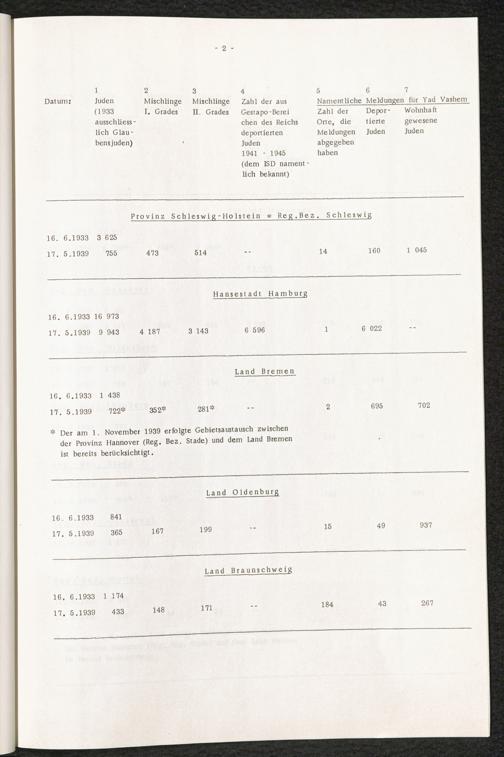 - 2 -
1 2 3 4 5 6 7
Datum: Juden Mischlinge Mischlinge Zahl der aus Namentliche Meldungen für Yad Vashem
(1933 I. Grades II. Grades Gestapo-Berei Zahl der Depor- Wohnhaft
ausschliess- chen des Reichs Orte, die tierte gewesene
lich Glau- deportierten Meldungen Juden Juden
bensjuden) Juden abgegeben
1941 - 1945 haben
(dem ISD nament-
lich bekannt)
Provinz Schleswig-Holstein = Reg.Bez. Schleswig
16. 6.1933 3 625
17. 5.1939 755 473 514 -- 14 160 1 045
Hansestadt Hamburg
16. 6.1933 16 973
17. 5.1939 9 943 4 187 3 143 6 596 1 6 022 --
Land Bremen
16. 6.1933 1 438
17. 5.1939 722* 352* 281* -- 2 695 702
* Der am 1. November 1939 erfolgte Gebietsaustausch zwischen
der Provinz Hannover (Reg. Bez. Stade) und dem Land Bremen
ist bereits berücksichtigt.
Land Oldenburg
16. 6.1933 841
17. 5.1939 365 167 199 -- 15 49 937
Land Braunschweig
16. 6.1933 1 174
17. 5.1939 433 148 171 -- 184 43 267